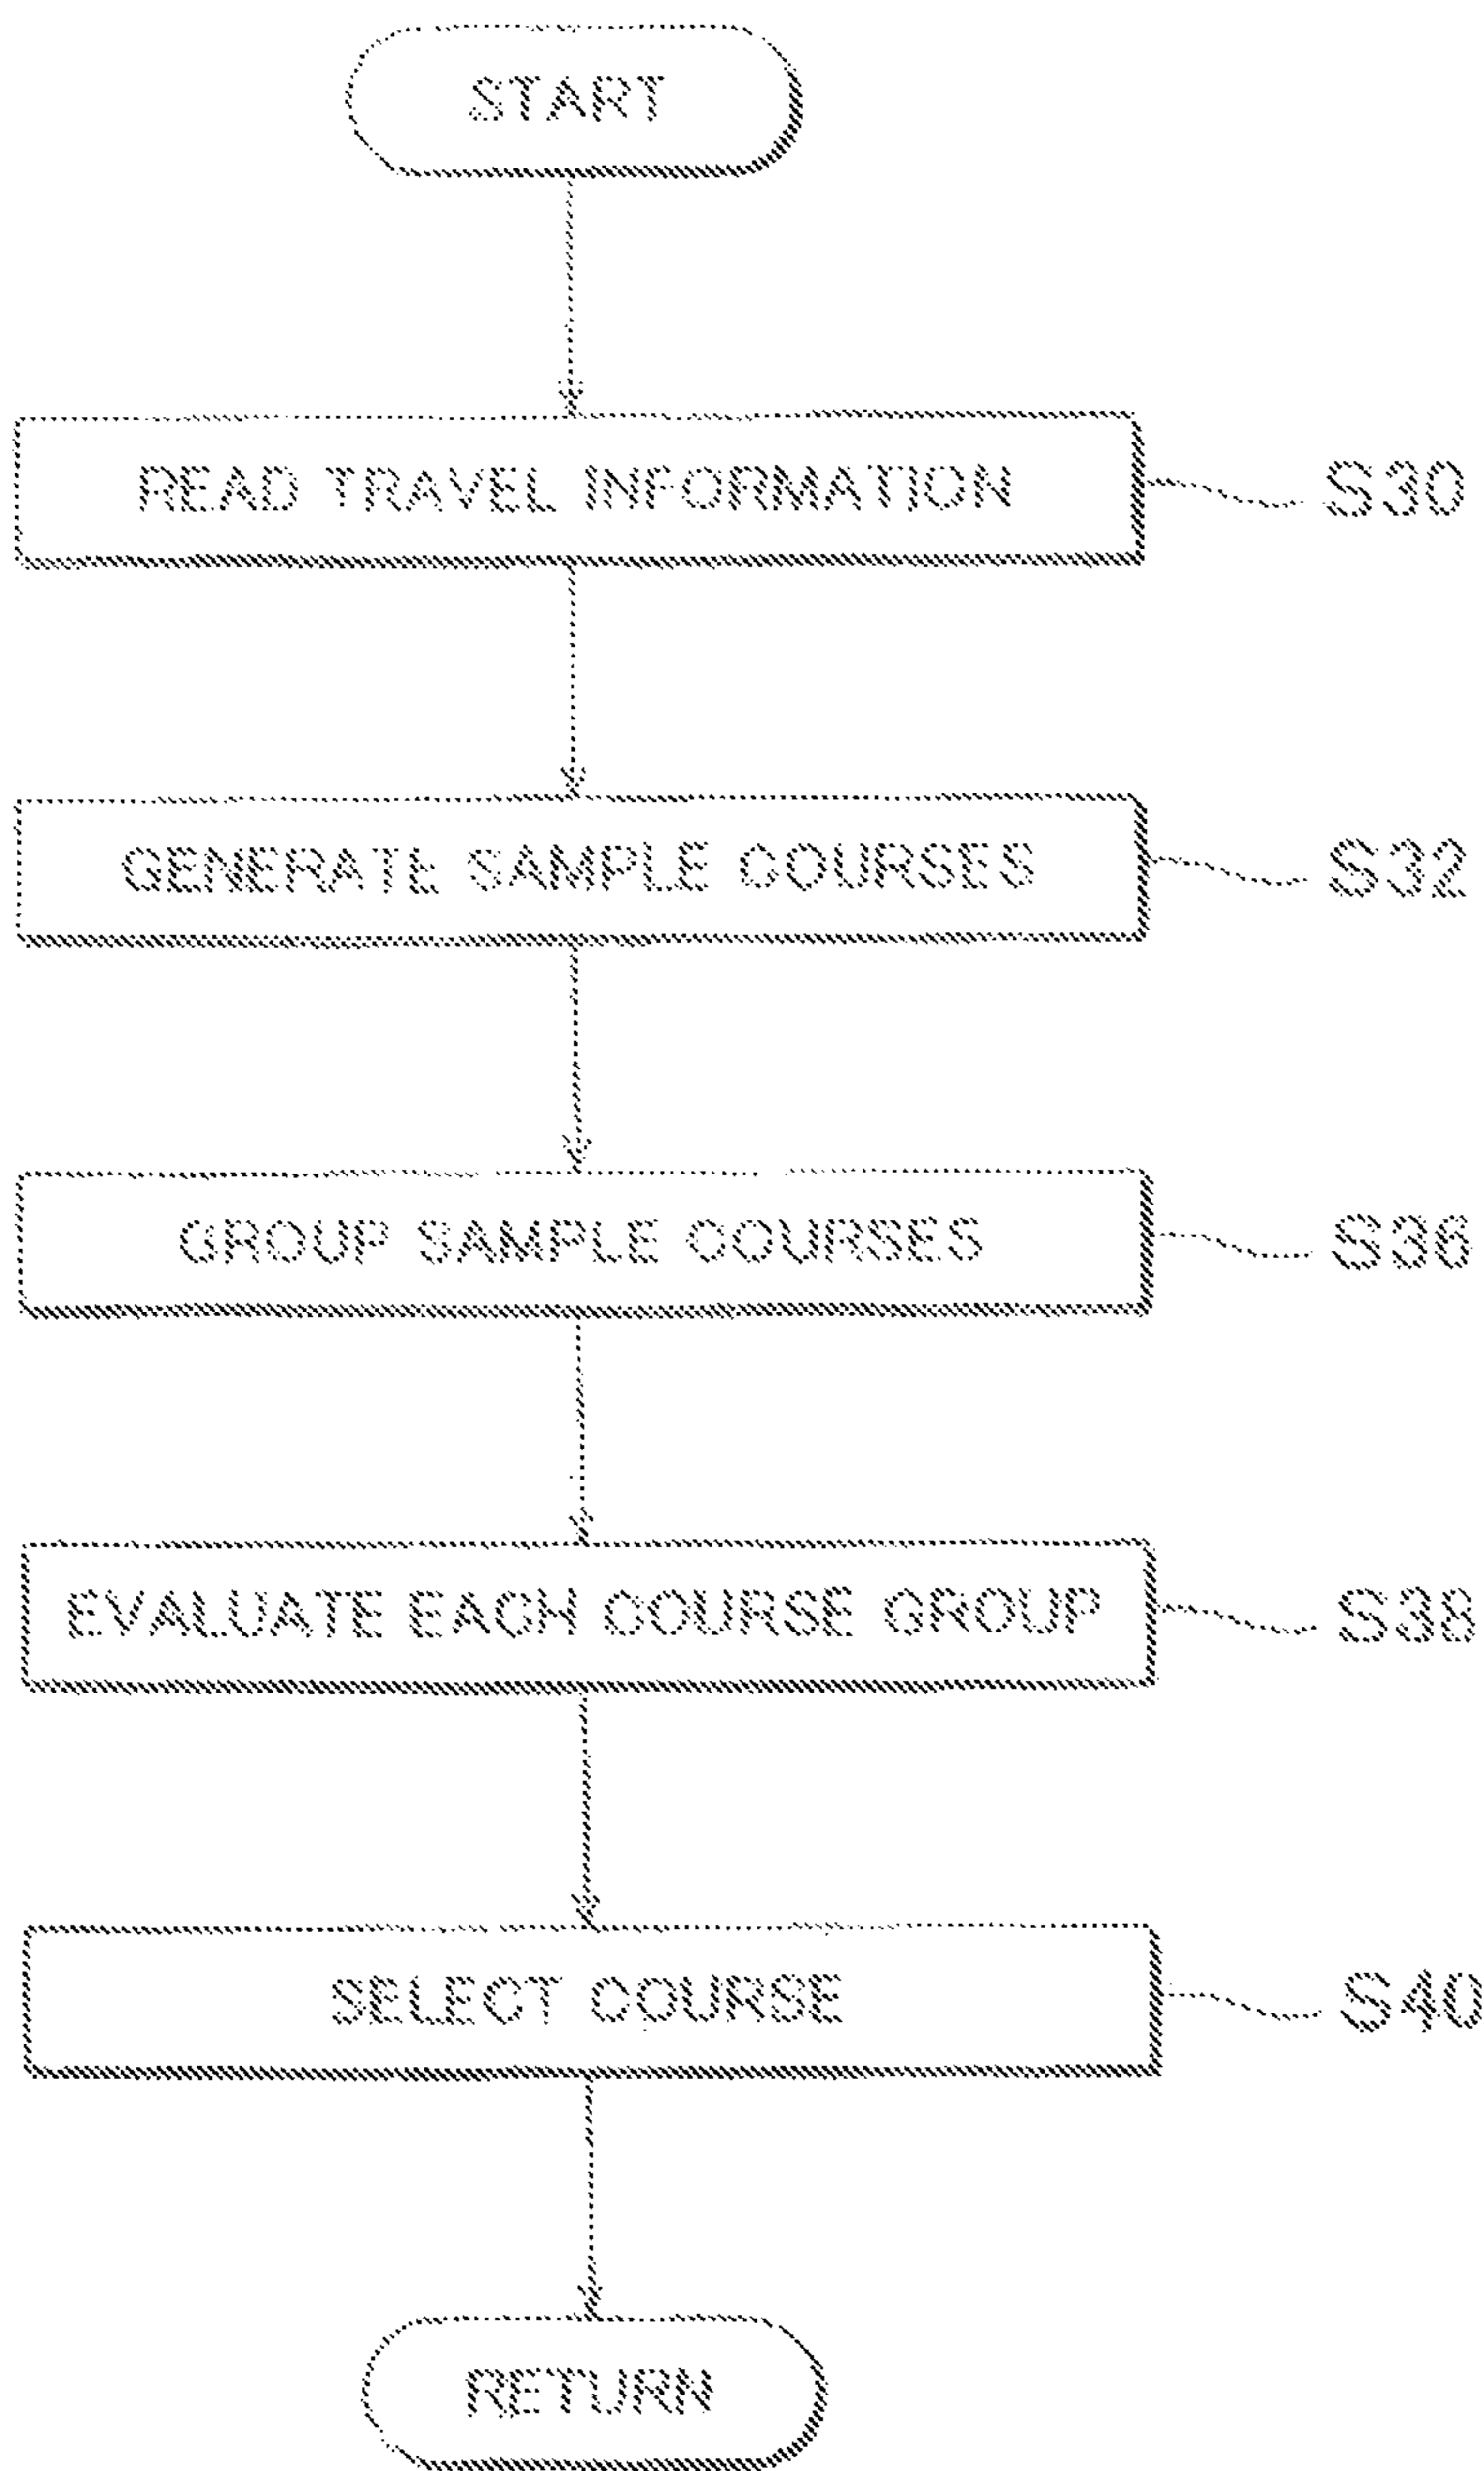 START
READ TRAVEL INFORMATION S30
GENERATE SAMPLE COURSES S32
GROUP SAMPLE COURSES S36
EVALUATE EACH COURSE GROUP S38
SELECT COURSE S40
RETURN